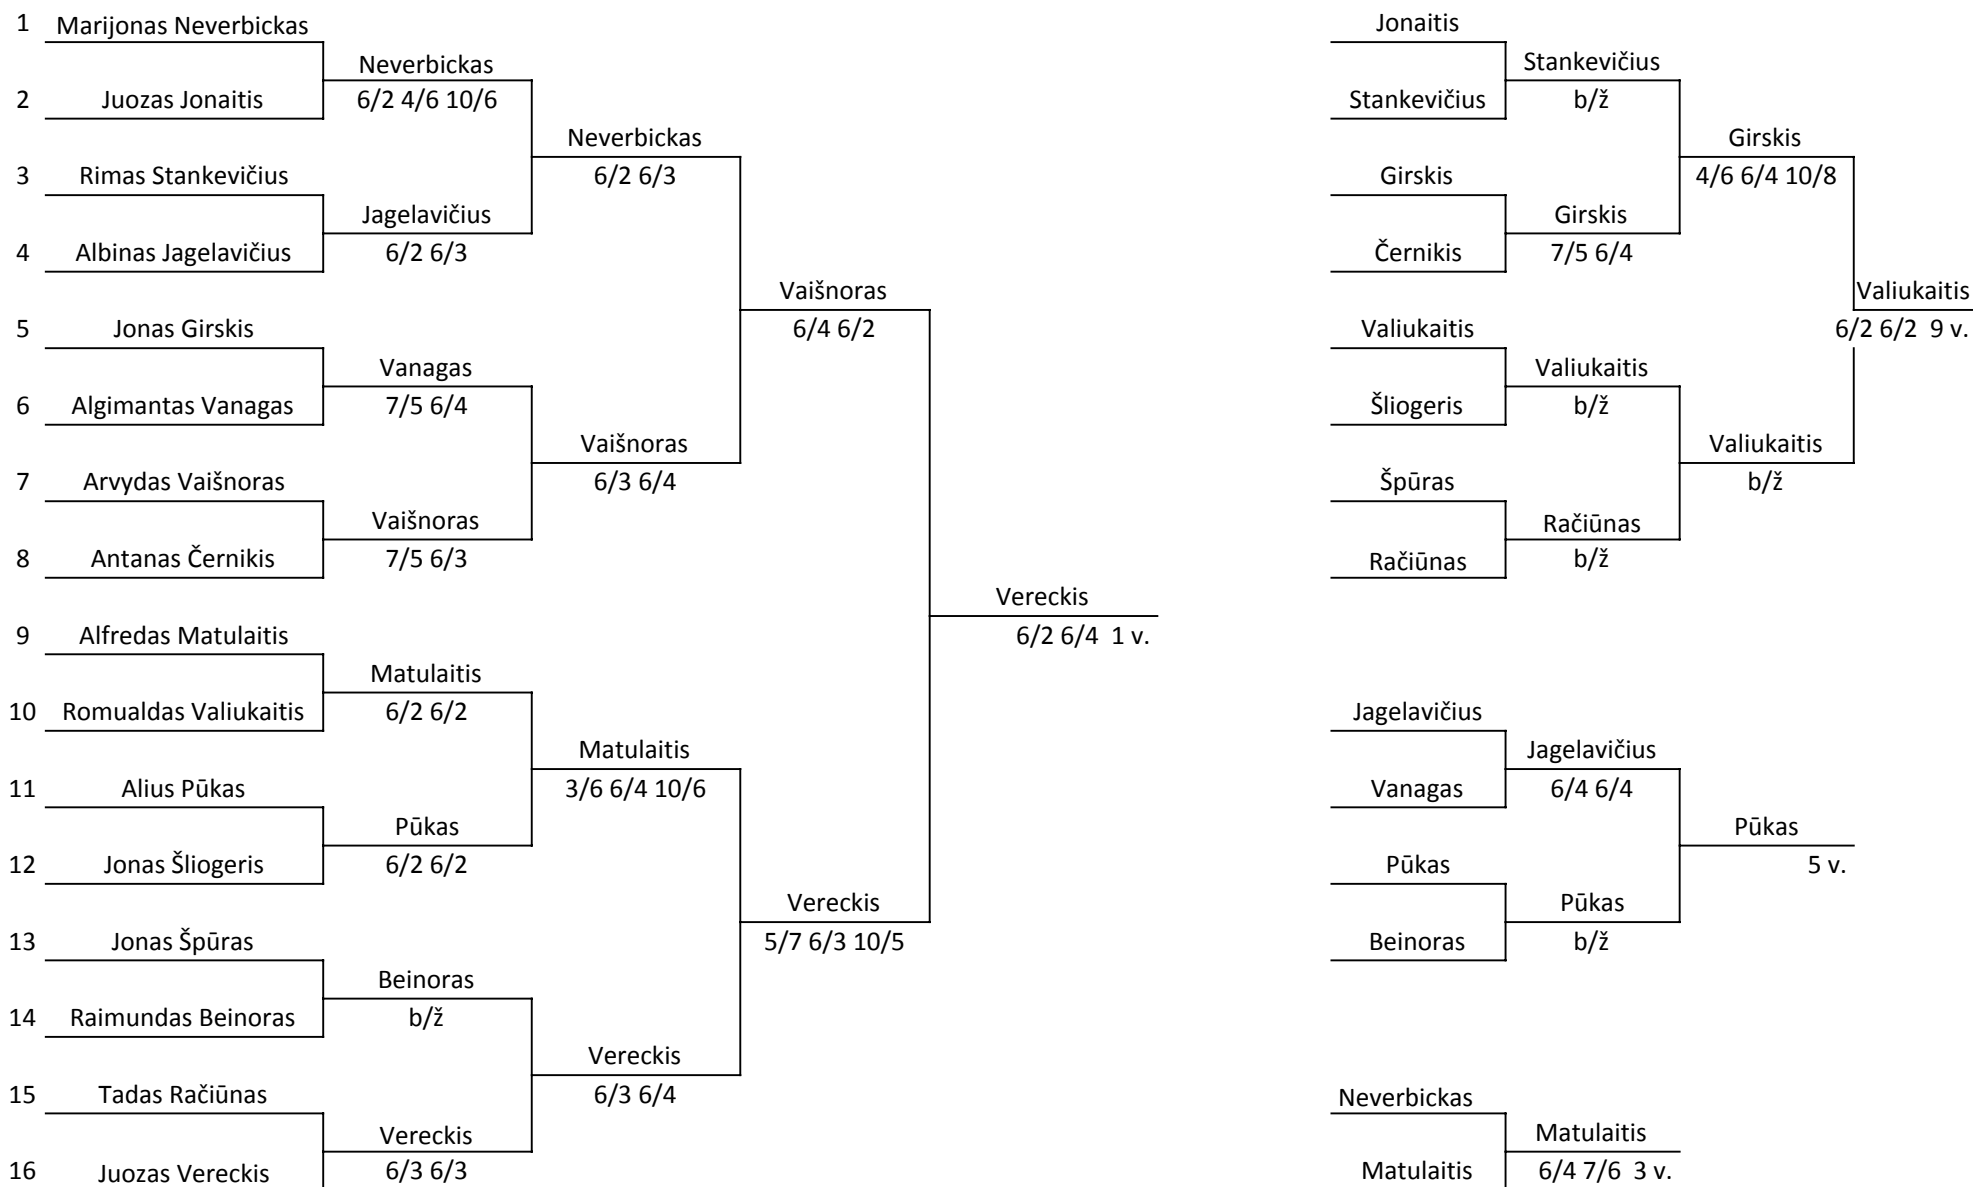 1 Marijonas Neverbickas
Neverbickas
2 Juozas Jonaitis 6/2 4/6 10/6
Neverbickas
3 Rimas Stankevičius 6/2 6/3
Jagelavičius
4 Albinas Jagelavičius 6/2 6/3
Vaišnoras
5 Jonas Girskis 6/4 6/2
Vanagas
6 Algimantas Vanagas 7/5 6/4
Vaišnoras
7 Arvydas Vaišnoras 6/3 6/4
Vaišnoras
8 Antanas Černikis 7/5 6/3
Vereckis
9 Alfredas Matulaitis 6/2 6/4 1 v.
Matulaitis
10 Romualdas Valiukaitis 6/2 6/2
Matulaitis
11 Alius Pūkas 3/6 6/4 10/6
Pūkas
12 Jonas Šliogeris 6/2 6/2
Vereckis
13 Jonas Špūras 5/7 6/3 10/5
Beinoras
14 Raimundas Beinoras b/ž
Vereckis
15 Tadas Račiūnas 6/3 6/4
Vereckis
16 Juozas Vereckis 6/3 6/3
Jonaitis
Stankevičius
Stankevičius b/ž
Girskis
Girskis 4/6 6/4 10/8
Girskis
Černikis 7/5 6/4
Valiukaitis
Valiukaitis 6/2 6/2 9 v.
Valiukaitis
Šliogeris b/ž
Valiukaitis
Špūras b/ž
Račiūnas
Račiūnas b/ž
Jagelavičius
Jagelavičius
Vanagas 6/4 6/4
Pūkas
Pūkas 5 v.
Pūkas
Beinoras b/ž
Neverbickas
Matulaitis
Matulaitis 6/4 7/6 3 v.